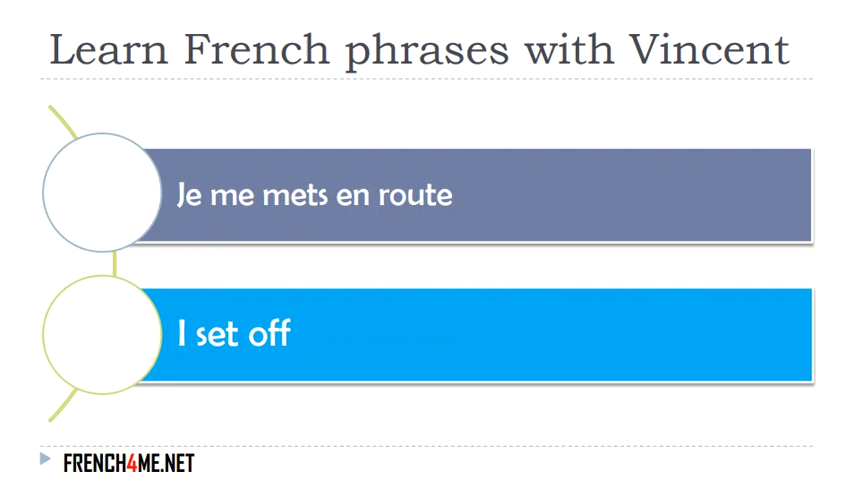 Learn French phrases with Vincent
Je me mets en route
I set off
FRENCH4ME.NET